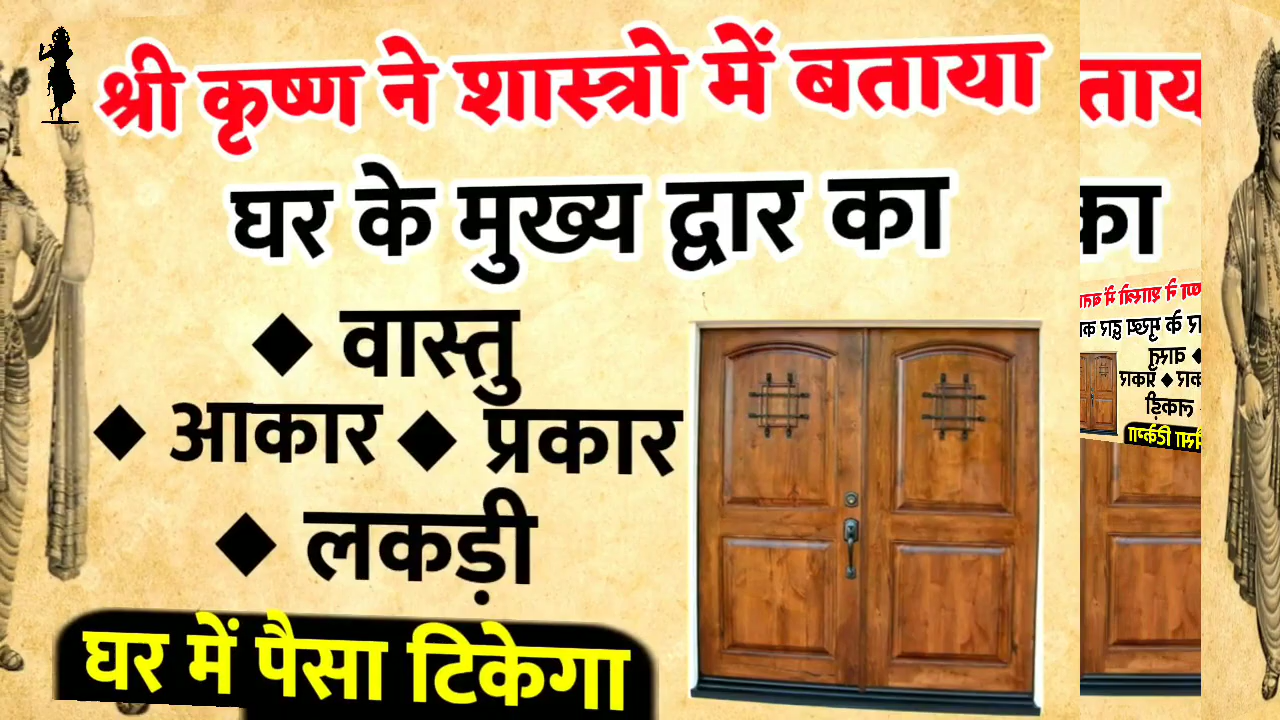 श्री कृष्ण ने शास्त्रो में बताया
घर के मुख्य द्वार का
◆ वास्तु
◆ आकार ◆ प्रकार
◆ लकड़ी
घर में पैसा टिकेगा
ताय
का